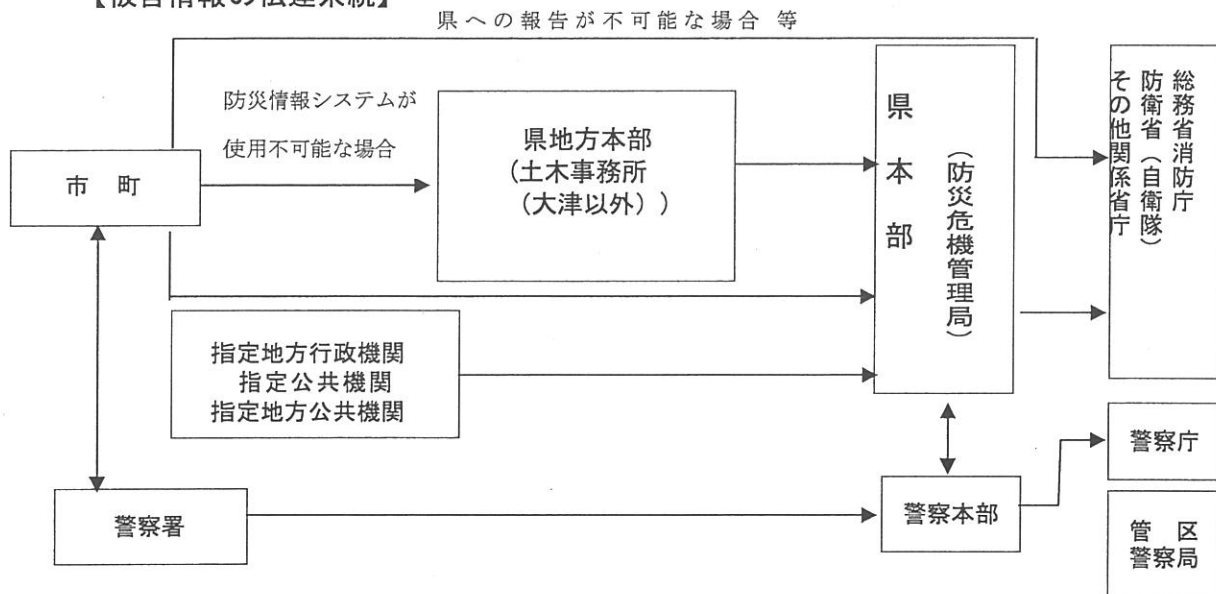 【被害情報の伝達系統】
県への報告が不可能な場合 等
防災情報システムが
使用不可能な場合
市 町
県地方本部
(土木事務所
(大津以外))
県本部
(防災危機管理局)
総務省消防庁
防衛省(自衛隊)
その他関係省庁
指定地方行政機関
指定公共機関
指定地方公共機関
警察署
警察本部
警察庁
管 区
警察局